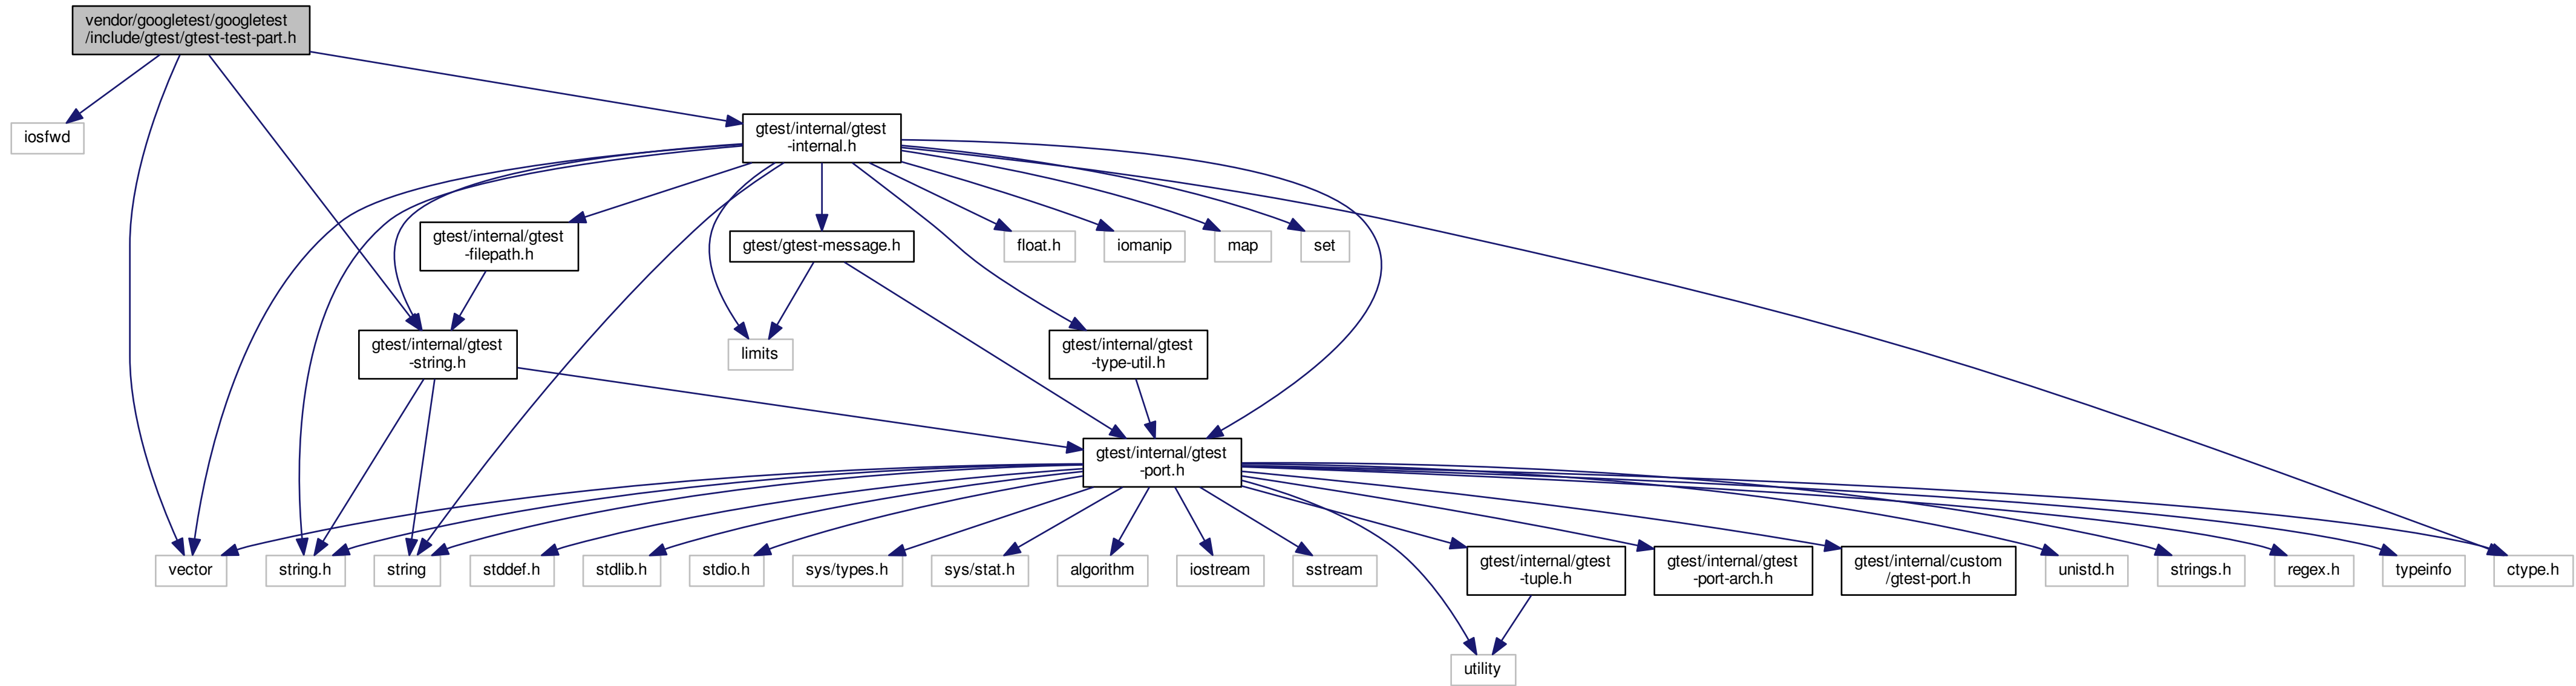 vendor/googletest/googletest
/include/gtest/gtest-test-part.h
iosfwd
gtest/internal/gtest
-internal.h
gtest/internal/gtest
-filepath.h
gtest/gtest-message.h
float.h
iomanip
map
set
gtest/internal/gtest
-string.h
limits
gtest/internal/gtest
-type-util.h
gtest/internal/gtest
-port.h
vector
string.h
string
stddef.h
stdlib.h
stdio.h
sys/types.h
sys/stat.h
algorithm
iostream
sstream
gtest/internal/gtest
-tuple.h
gtest/internal/gtest
-port-arch.h
gtest/internal/custom
/gtest-port.h
unistd.h
strings.h
regex.h
typeinfo
ctype.h
utility